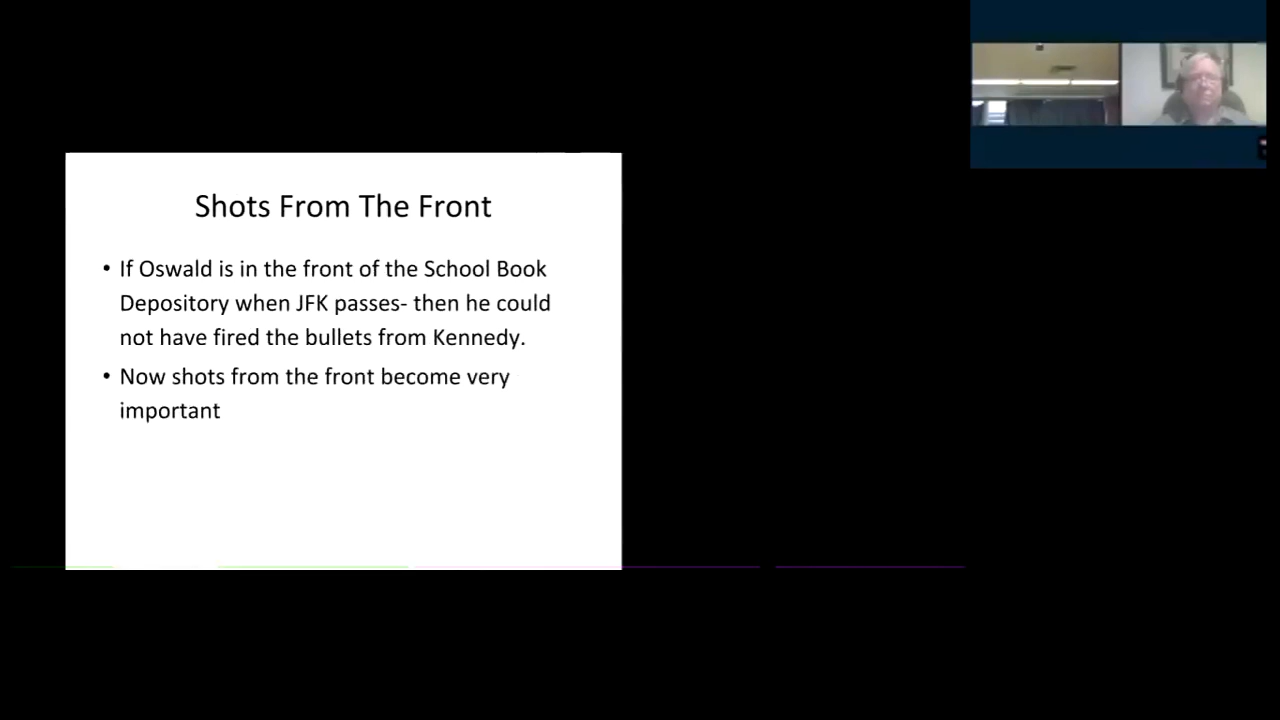 Shots From The Front
• If Oswald is in the front of the School Book
Depository when JFK passes- then he could
not have fired the bullets from Kennedy.
• Now shots from the front become very
important